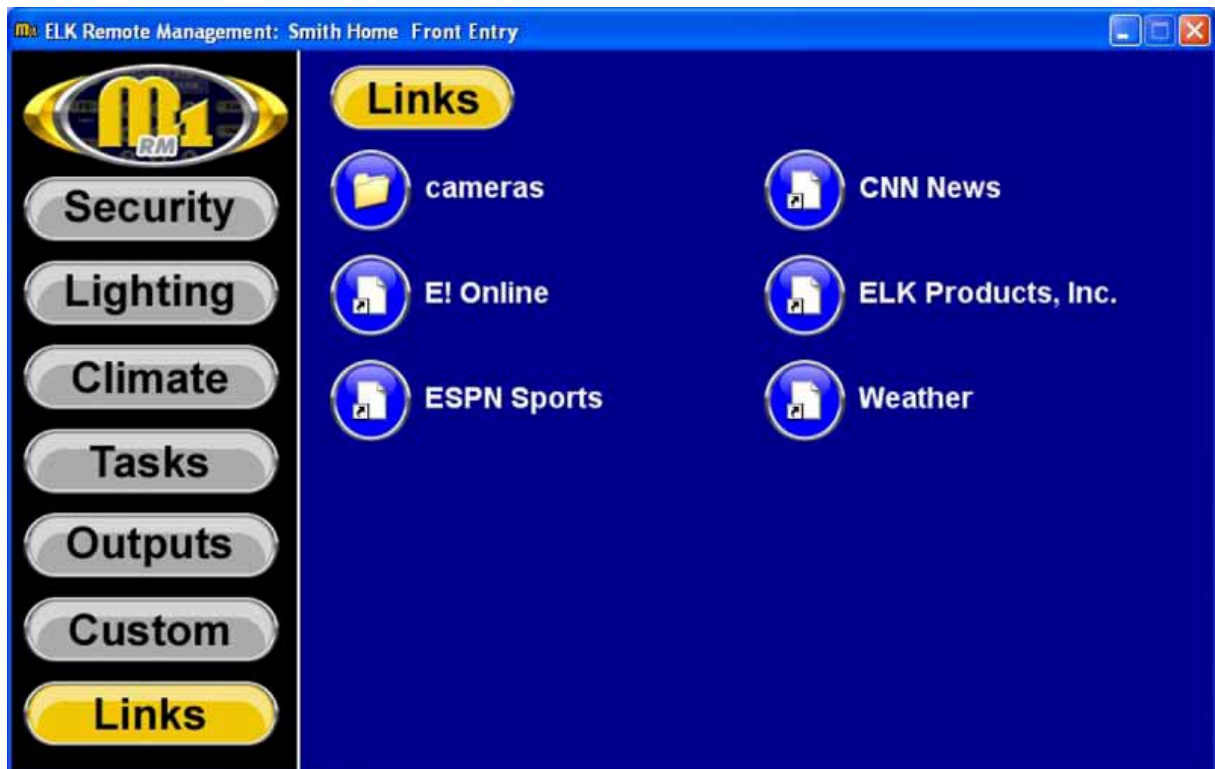 ELK Remote Management: Smith Home Front Entry
M1
RM
Security
Lighting
Climate
Tasks
Outputs
Custom
Links
Links
cameras
CNN News
E! Online
ELK Products, Inc.
ESPN Sports
Weather